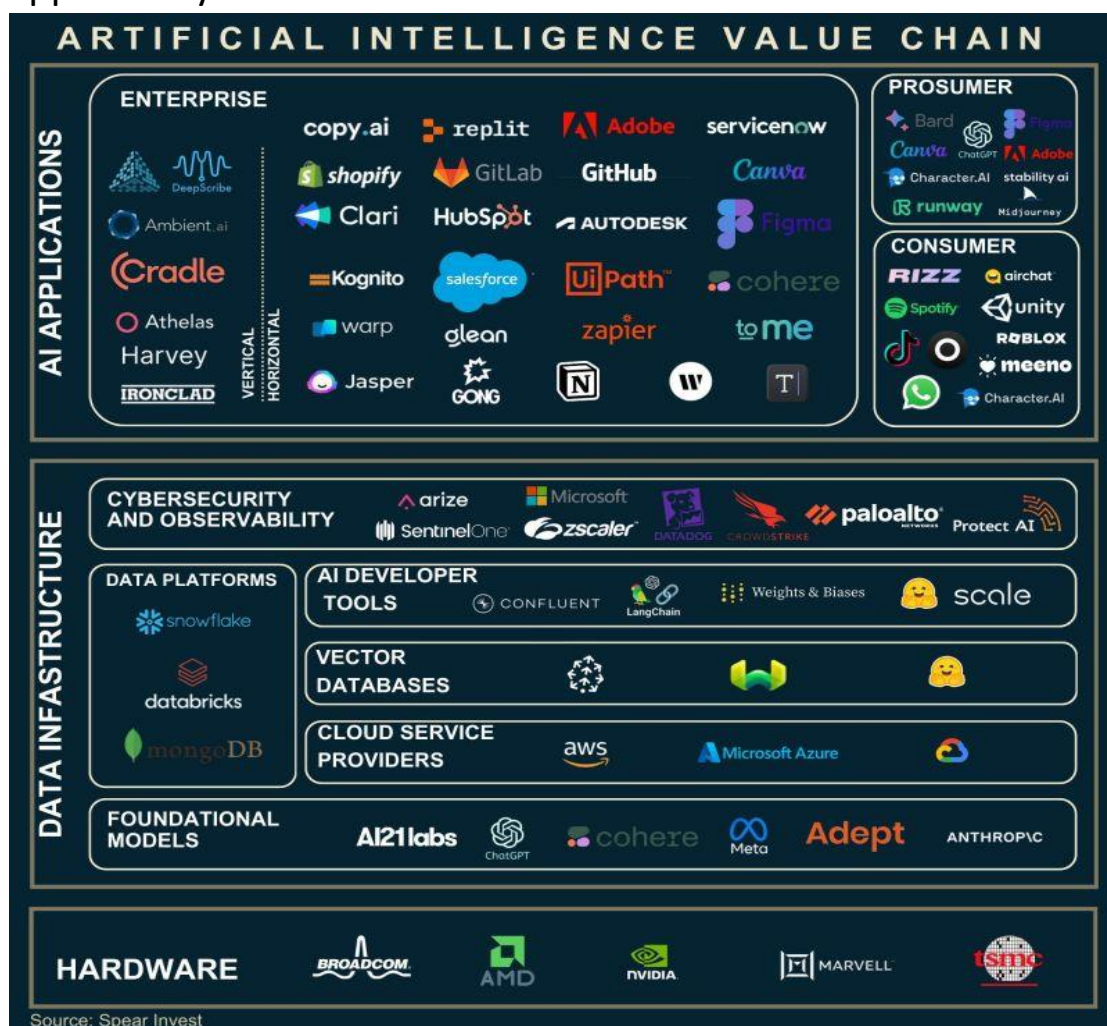 ARTIFICIAL INTELLIGENCE VALUE CHAIN
AI APPLICATIONS
ENTERPRISE
DeepScribe
Ambient.ai
Cradle
Athelas
Harvey
IRONCLAD
VERTICAL
HORIZONTAL
copy.ai replit Adobe servicenow
shopify GitLab GitHub Canva
Clari HubSpot AUTODESK Figma
Kognito salesforce UiPath™ cohere
warp glean zapier tome
Jasper GONG N W T
PROSUMER
Bard ChatGPT Figma
Canva Adobe
Character.AI stability ai
runway Midjourney
CONSUMER
RIZZ airchat
Spotify unity
ROBLOX
meeno
Character.AI
DATA INFASTRUCTURE
CYBERSECURITY
AND OBSERVABILITY
arize Microsoft DATADOG CROWDSTRIKE paloalto NETWORKS Protect AI
SentinelOne zscaler
DATA PLATFORMS
snowflake
databricks
mongoDB
AI DEVELOPER
TOOLS CONFLUENT LangChain Weights & Biases scale
VECTOR
DATABASES
CLOUD SERVICE
PROVIDERS aws Microsoft Azure
FOUNDATIONAL
MODELS AI21labs ChatGPT cohere Meta Adept ANTHROP\C
HARDWARE BROADCOM AMD NVIDIA MARVELL tsmc
Source: Spear Invest